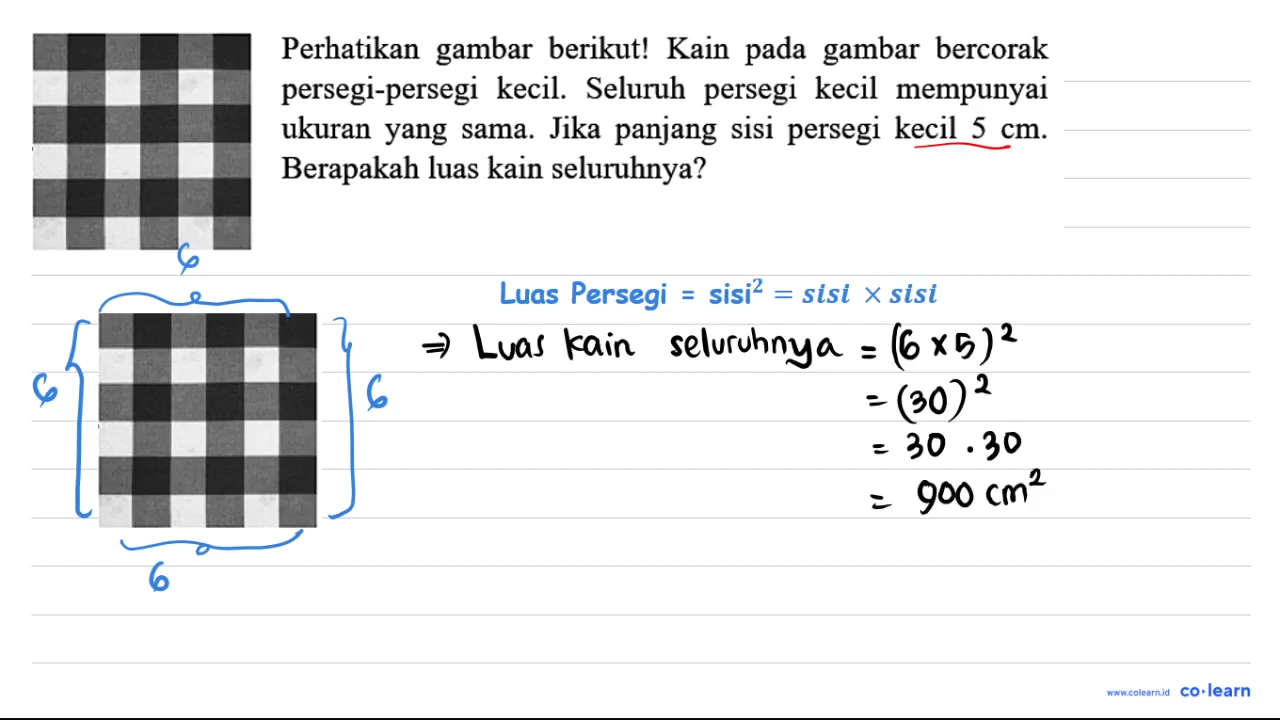 Perhatikan gambar berikut! Kain pada gambar bercorak
persegi-persegi kecil. Seluruh persegi kecil mempunyai
ukuran yang sama. Jika panjang sisi persegi kecil 5 cm.
Berapakah luas kain seluruhnya?
6
Luas Persegi = sisi² = sisi × sisi
⇒ Luas kain seluruhnya = (6 × 5)²
= (30)²
6
6
= 30 . 30
= 900 cm²
6
www.colearn.id co·learn